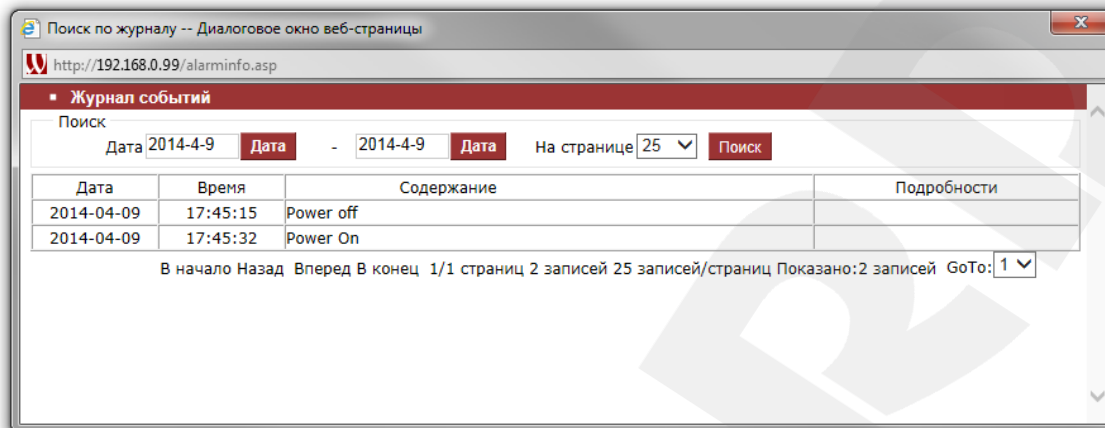 Поиск по журналу -- Диалоговое окно веб-страницы
http://192.168.0.99/alarminfo.asp
Журнал событий
Поиск
Дата 2014-4-9 Дата - 2014-4-9 Дата На странице 25 Поиск
Дата Время Содержание Подробности
2014-04-09 17:45:15 Power off
2014-04-09 17:45:32 Power On
В начало Назад Вперед В конец 1/1 страниц 2 записей 25 записей/страниц Показано:2 записей GoTo: 1